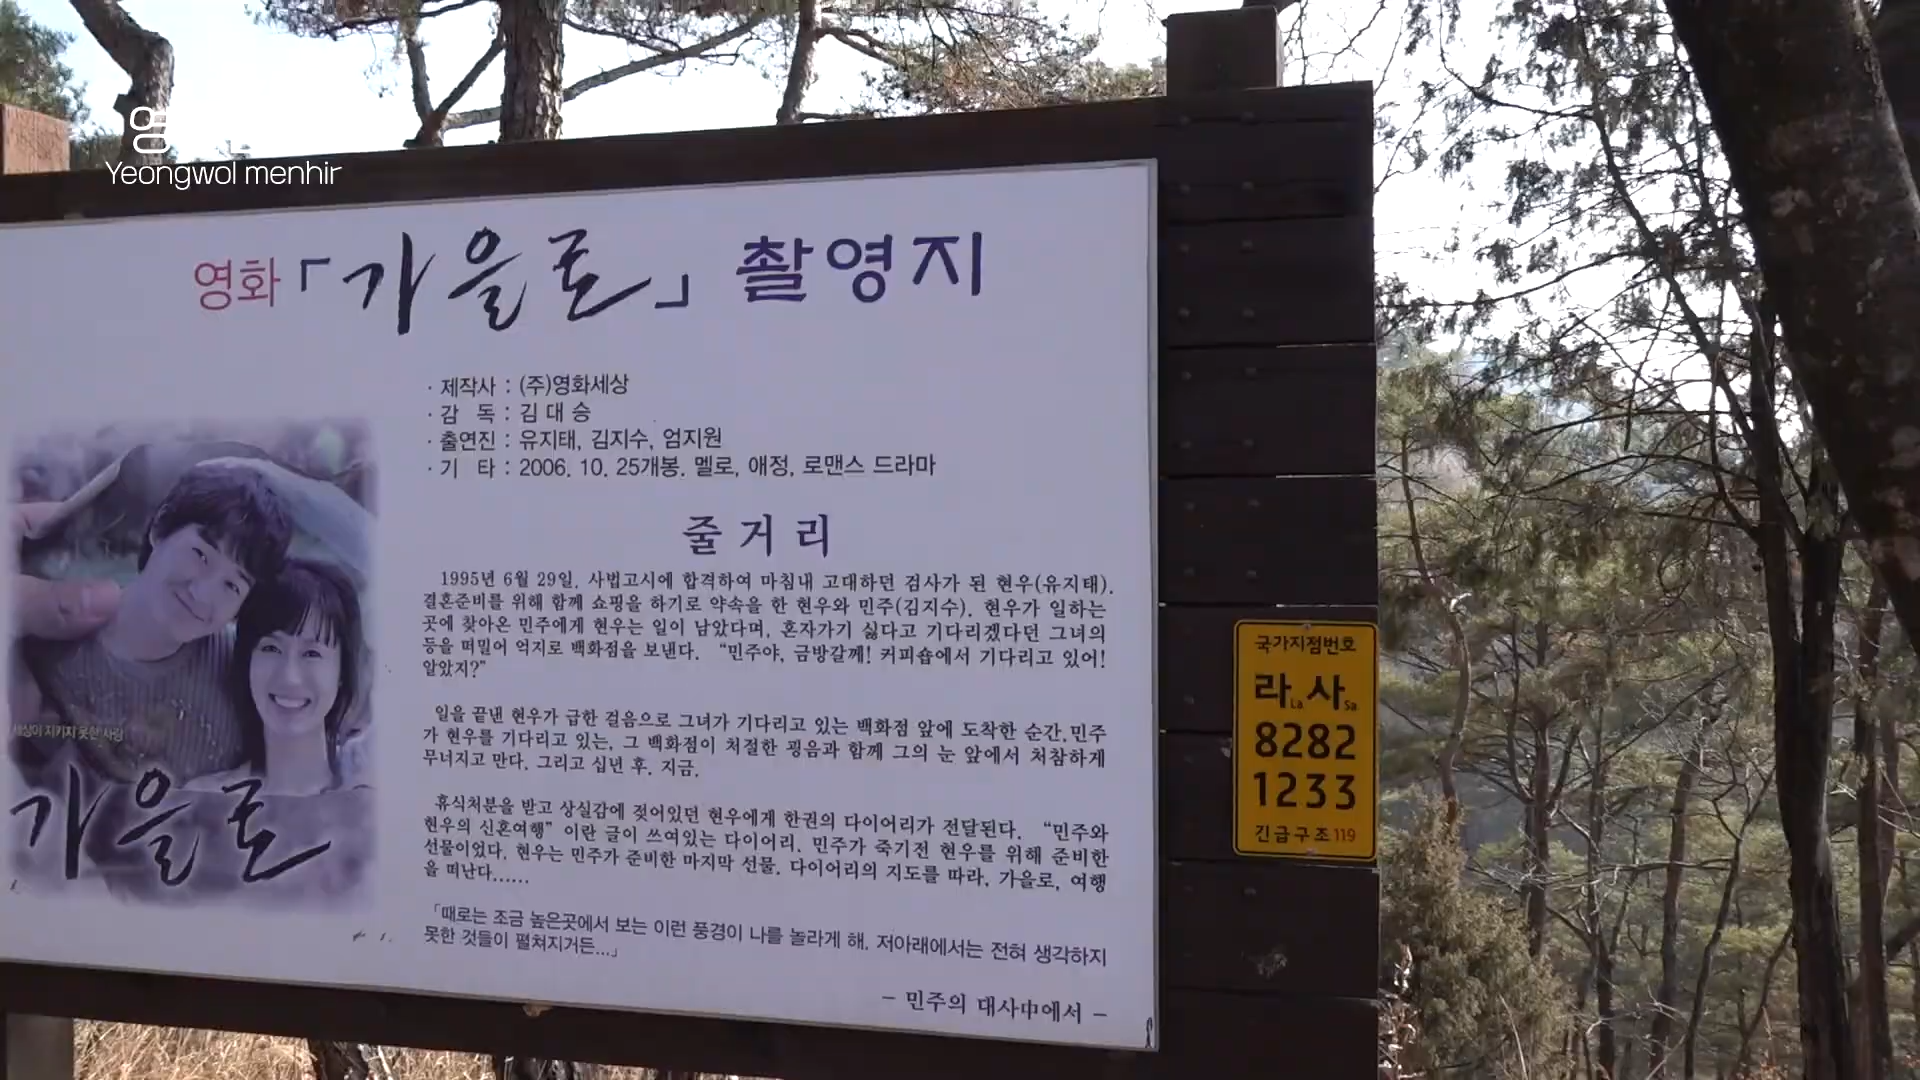 Yeongwol menhir
영화 「가을로」 촬영지
· 제작사 : (주)영화세상
· 감 독 : 김 대 승
· 출연진 : 유지태, 김지수, 엄지원
· 기 타 : 2006. 10. 25개봉. 멜로, 애정, 로맨스 드라마
줄 거 리
1995년 6월 29일. 사법고시에 합격하여 마침내 고대하던 검사가 된 현우(유지태).
결혼준비를 위해 함께 쇼핑을 하기로 약속을 한 현우와 민주(김지수). 현우가 일하는
곳에 찾아온 민주에게 현우는 일이 남았다며, 혼자가기 싫다고 기다리겠다던 그녀의
등을 떠밀어 억지로 백화점을 보낸다. “민주야, 금방갈께! 커피숍에서 기다리고 있어!
알았지?”
일을 끝낸 현우가 급한 걸음으로 그녀가 기다리고 있는 백화점 앞에 도착한 순간,민주
가 현우를 기다리고 있는, 그 백화점이 처절한 굉음과 함께 그의 눈 앞에서 처참하게
무너지고 만다. 그리고 십년 후. 지금.
휴식처분을 받고 상실감에 젖어있던 현우에게 한권의 다이어리가 전달된다. “민주와
현우의 신혼여행” 이란 글이 쓰여있는 다이어리. 민주가 죽기전 현우를 위해 준비한
선물이었다. 현우는 민주가 준비한 마지막 선물. 다이어리의 지도를 따라, 가을로, 여행
을 떠난다......
「때로는 조금 높은곳에서 보는 이런 풍경이 나를 놀라게 해. 저아래에서는 전혀 생각하지
못한 것들이 펼쳐지거든...」
- 민주의 대사中에서 -
세상이 지키지 못한 사랑
가을로
국가지점번호
라La 사Sa
8282
1233
긴급구조 119